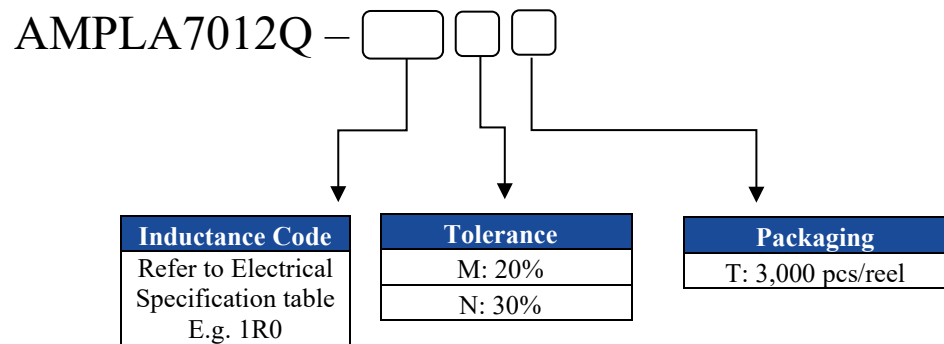 AMPLA7012Q –
Inductance Code
Refer to Electrical
Specification table
E.g. 1R0
Tolerance
M: 20%
N: 30%
Packaging
T: 3,000 pcs/reel